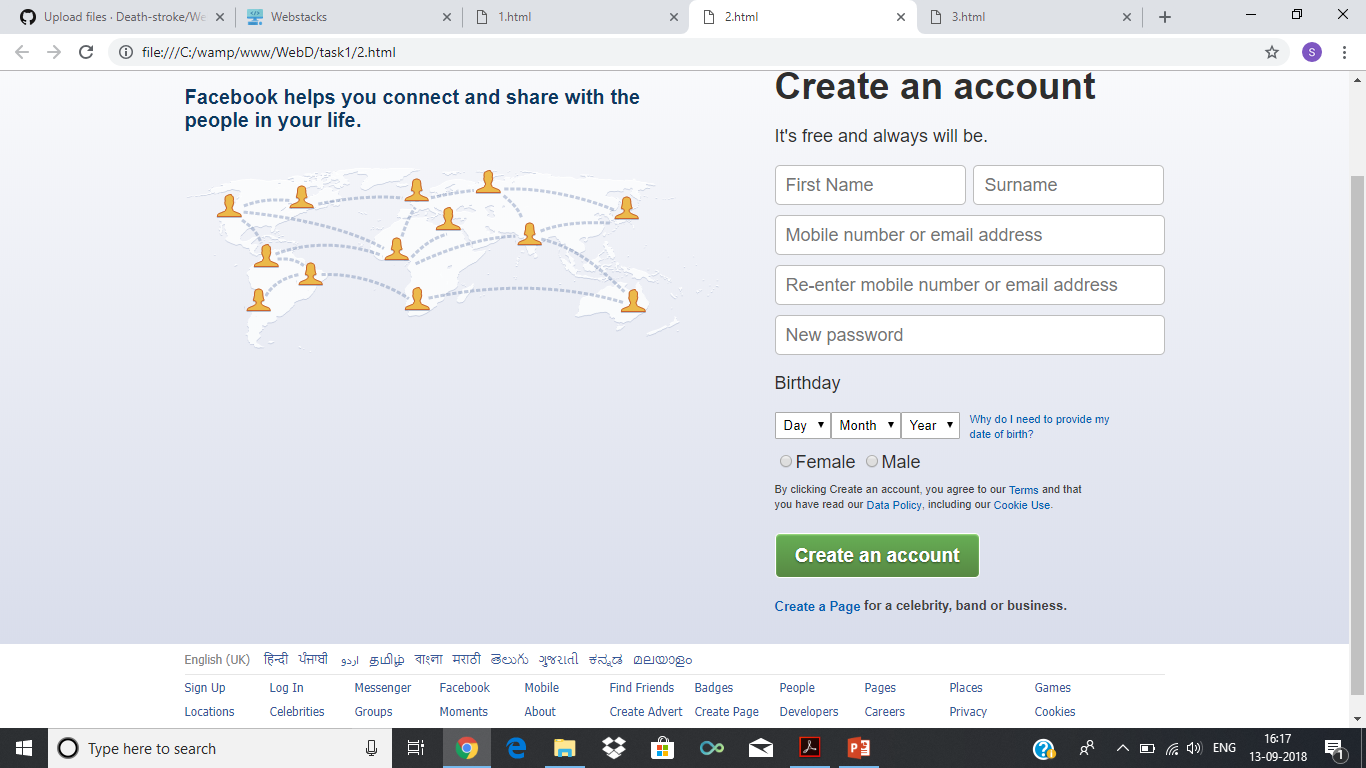 Upload files · Death-stroke/We
Webstacks
1.html
2.html
3.html
file:///C:/wamp/www/WebD/task1/2.html
S
Facebook helps you connect and share with the
people in your life.
Create an account
It's free and always will be.
First Name
Surname
Mobile number or email address
Re-enter mobile number or email address
New password
Birthday
Day Month Year
Why do I need to provide my
date of birth?
Female Male
By clicking Create an account, you agree to our Terms and that
you have read our Data Policy, including our Cookie Use.
Create an account
Create a Page for a celebrity, band or business.
English (UK) हिन्दी ਪੰਜਾਬੀ اردو தமிழ் বাংলা मराठी తెలుగు ગુજરાતી ಕನ್ನಡ മലയാളം
Sign Up Log In Messenger Facebook Mobile Find Friends Badges People Pages Places Games
Locations Celebrities Groups Moments About Create Advert Create Page Developers Careers Privacy Cookies
Type here to search
ENG
16:17
13-09-2018
1